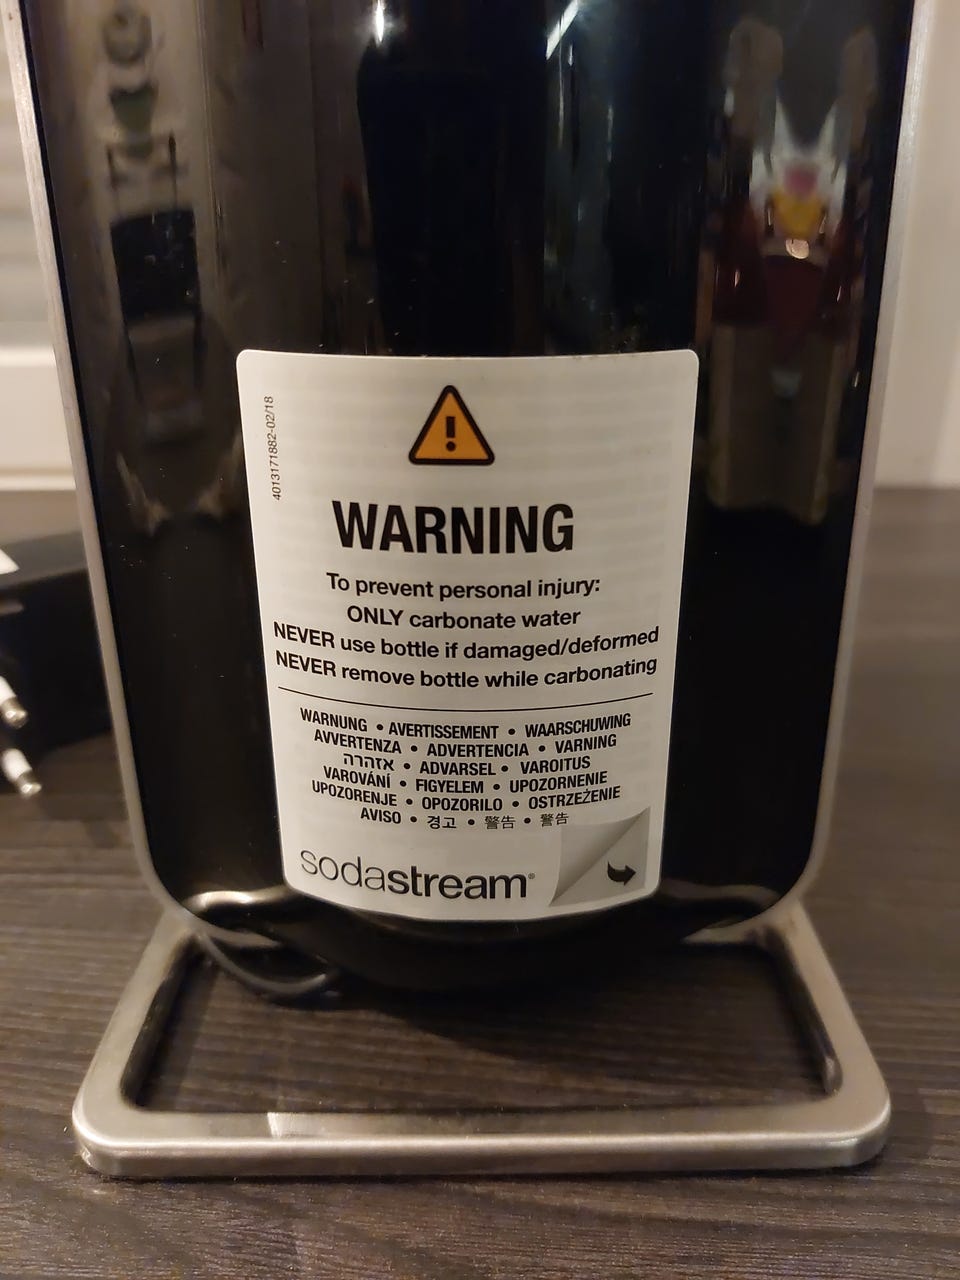 4013171882-02/18
WARNING
To prevent personal injury:
ONLY carbonate water
NEVER use bottle if damaged/deformed
NEVER remove bottle while carbonating
WARNUNG • AVERTISSEMENT • WAARSCHUWING
AVVERTENZA • ADVERTENCIA • VARNING
אזהרה • ADVARSEL • VAROITUS
VAROVÁNÍ • FIGYELEM • UPOZORNENIE
UPOZORENJE • OPOZORILO • OSTRZEŻENIE
AVISO • 경고 • 警告 • 警告
sodastream®